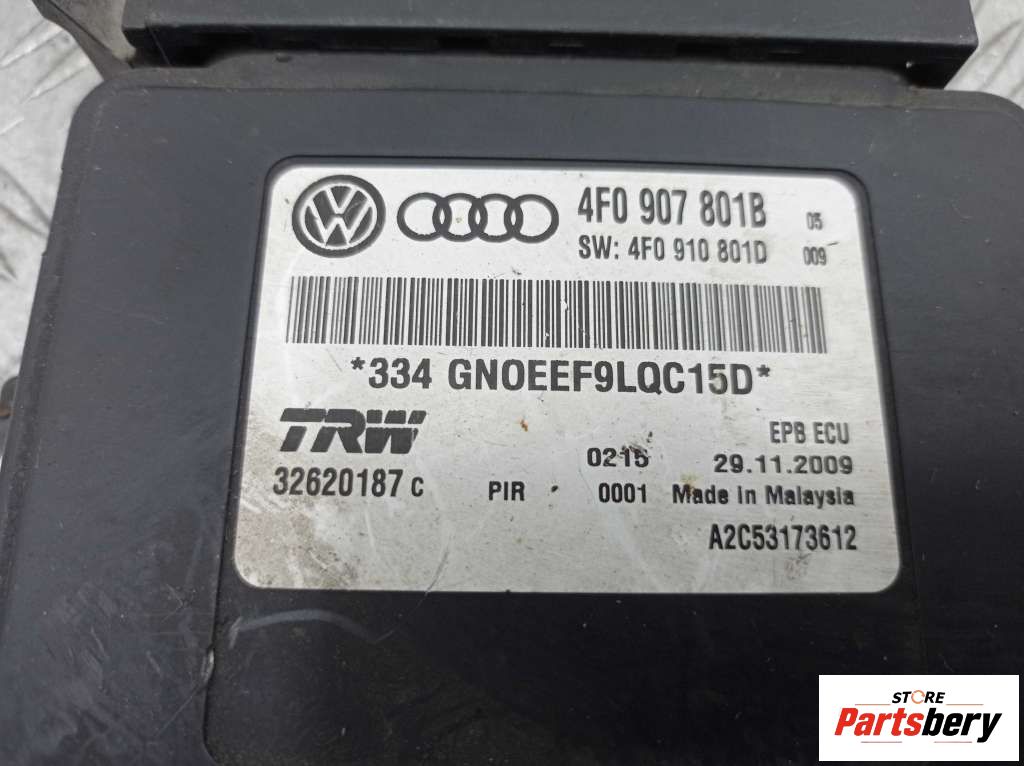 4F0 907 801B 05
SW: 4F0 910 801D 009
*334 GN0EEF9LQC15D*
TRW
EPB ECU
0215 29.11.2009
32620187 C PIR 0001 Made in Malaysia
A2C53173612
STORE
Partsbery